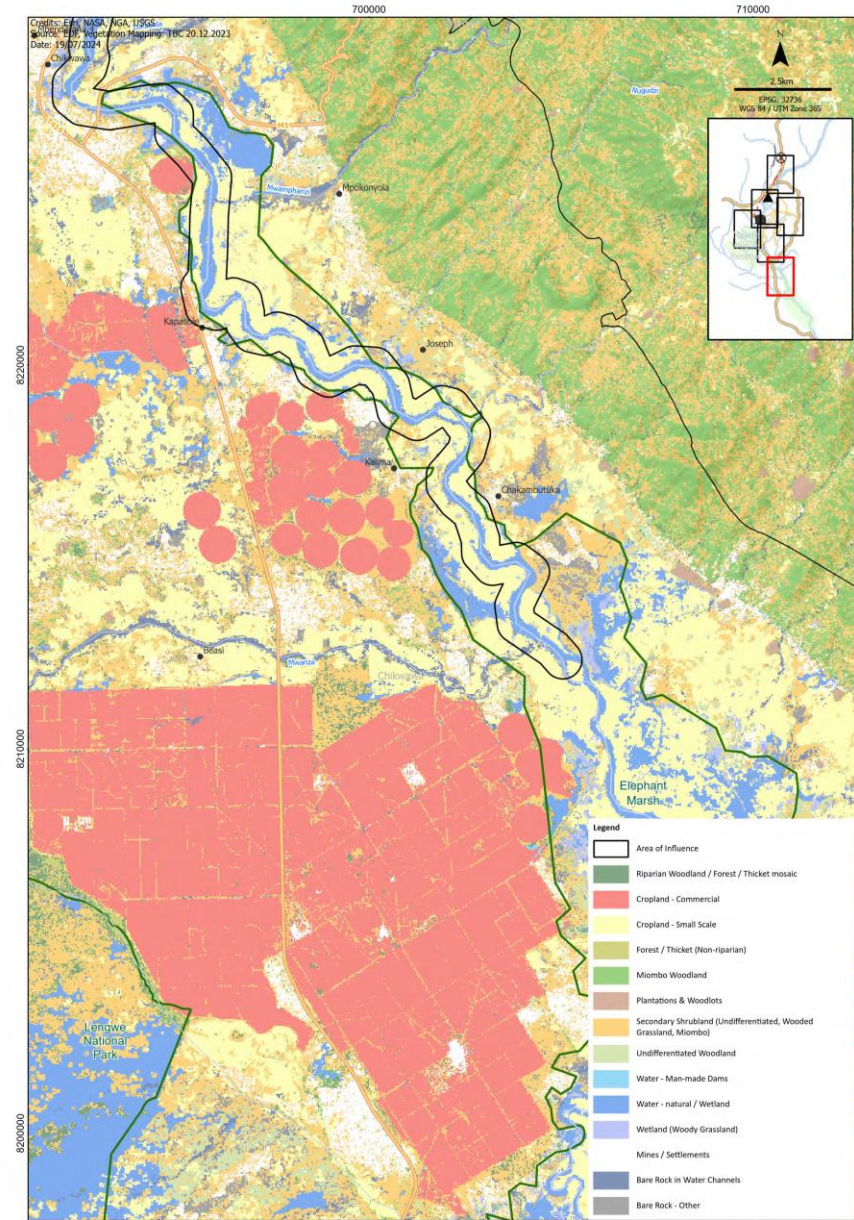 700000
710000
Credits: Esri, NASA, NGA, USGS
Source: EDF, Vegetation Mapping: TBC 20.12.2023
Date: 19/07/2024
Chikwawa
N
2.5km
EPSG: 32736
WGS 84 / UTM Zone 36S
Nugudzi
M1
Mwamphanzi
Mpokonyola
Kapasule
Joseph
8220000
Kalima
Chakambutuka
Beasi
Mwanza
Chikwawa
8210000
Elephant
Marsh
Lengwe
National
Park
8200000
Legend
Area of Influence
Riparian Woodland / Forest / Thicket mosaic
Cropland - Commercial
Cropland - Small Scale
Forest / Thicket (Non-riparian)
Miombo Woodland
Plantations & Woodlots
Secondary Shrubland (Undifferentiated, Wooded
Grassland, Miombo)
Undifferentiated Woodland
Water - Man-made Dams
Water - natural / Wetland
Wetland (Woody Grassland)
Mines / Settlements
Bare Rock in Water Channels
Bare Rock - Other